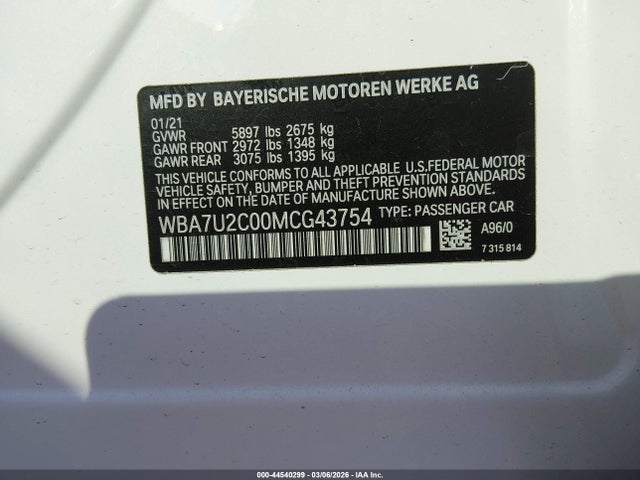 MFD BY BAYERISCHE MOTOREN WERKE AG
01/21
GVWR 5897 lbs 2675 kg
GAWR FRONT 2972 lbs 1348 kg
GAWR REAR 3075 lbs 1395 kg
THIS VEHICLE CONFORMS TO ALL APPLICABLE U.S.FEDERAL MOTOR
VEHICLE SAFETY, BUMPER, AND THEFT PREVENTION STANDARDS
IN EFFECT ON THE DATE OF MANUFACTURE SHOWN ABOVE.
WBA7U2C00MCG43754 TYPE: PASSENGER CAR
A96/0
7 315 814
000-44540299 - 03/06/2026 - IAA Inc.